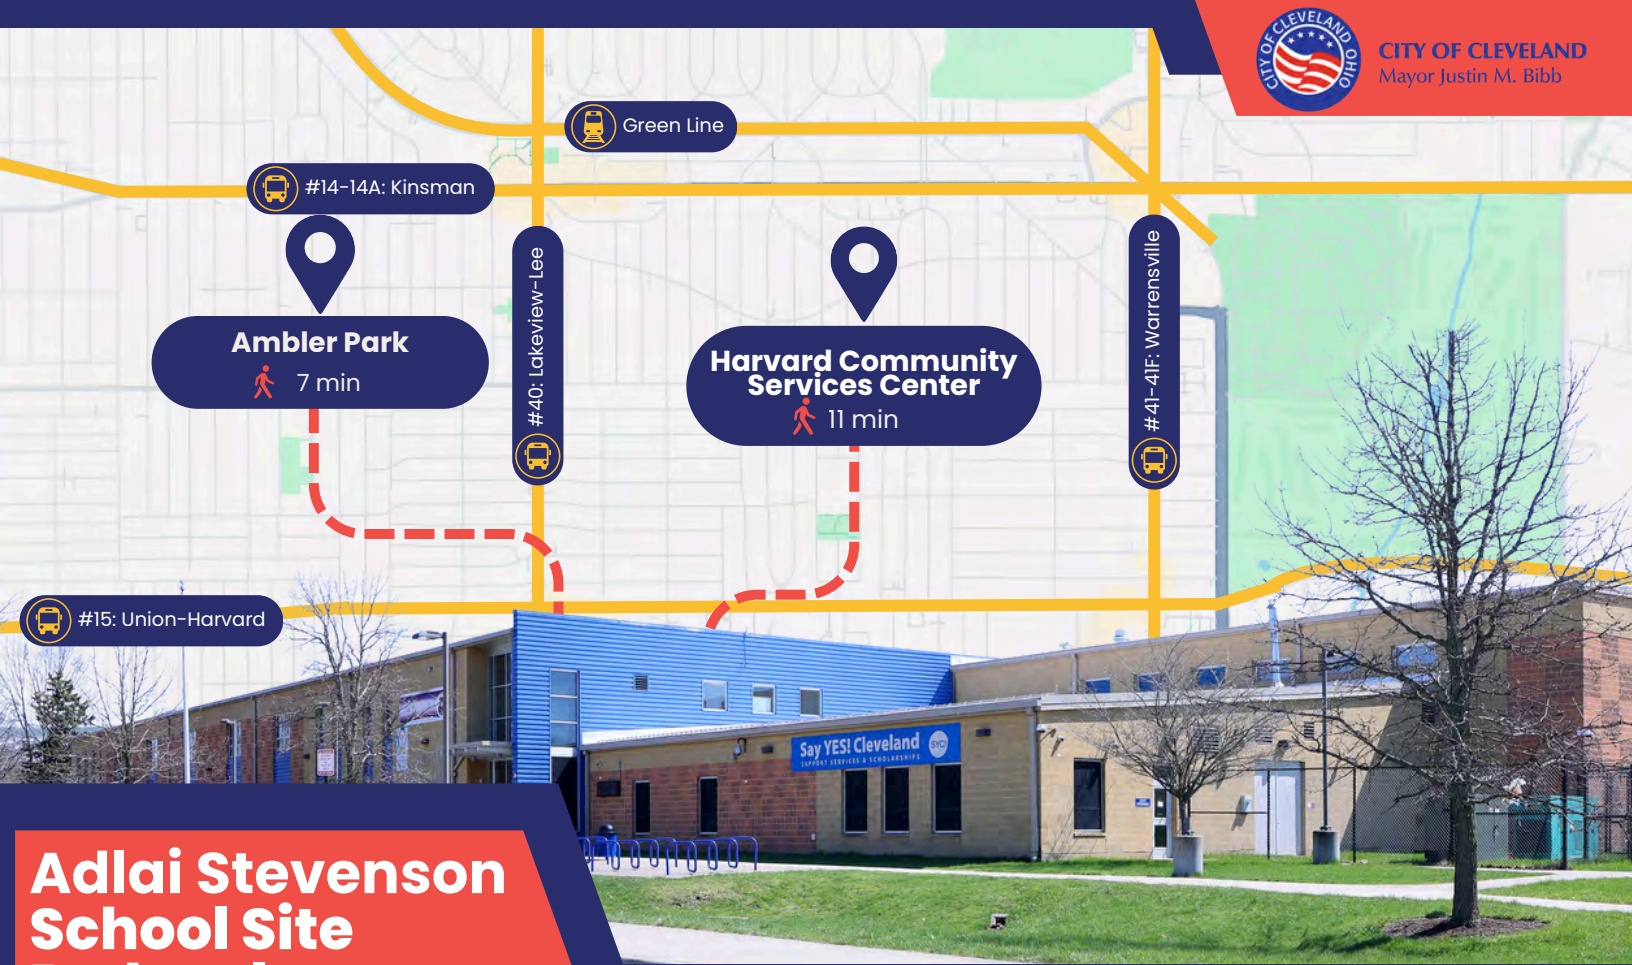 CITY OF CLEVELAND OHIO
CITY OF CLEVELAND
Mayor Justin M. Bibb
Green Line
#14-14A: Kinsman
#40: Lakeview-Lee
#41-41F: Warrensville
Ambler Park
7 min
Harvard Community
Services Center
11 min
#15: Union-Harvard
Say YES! Cleveland
SUPPORT SERVICES & SCHOLARSHIPS
SYC!
Adlai Stevenson
School Site